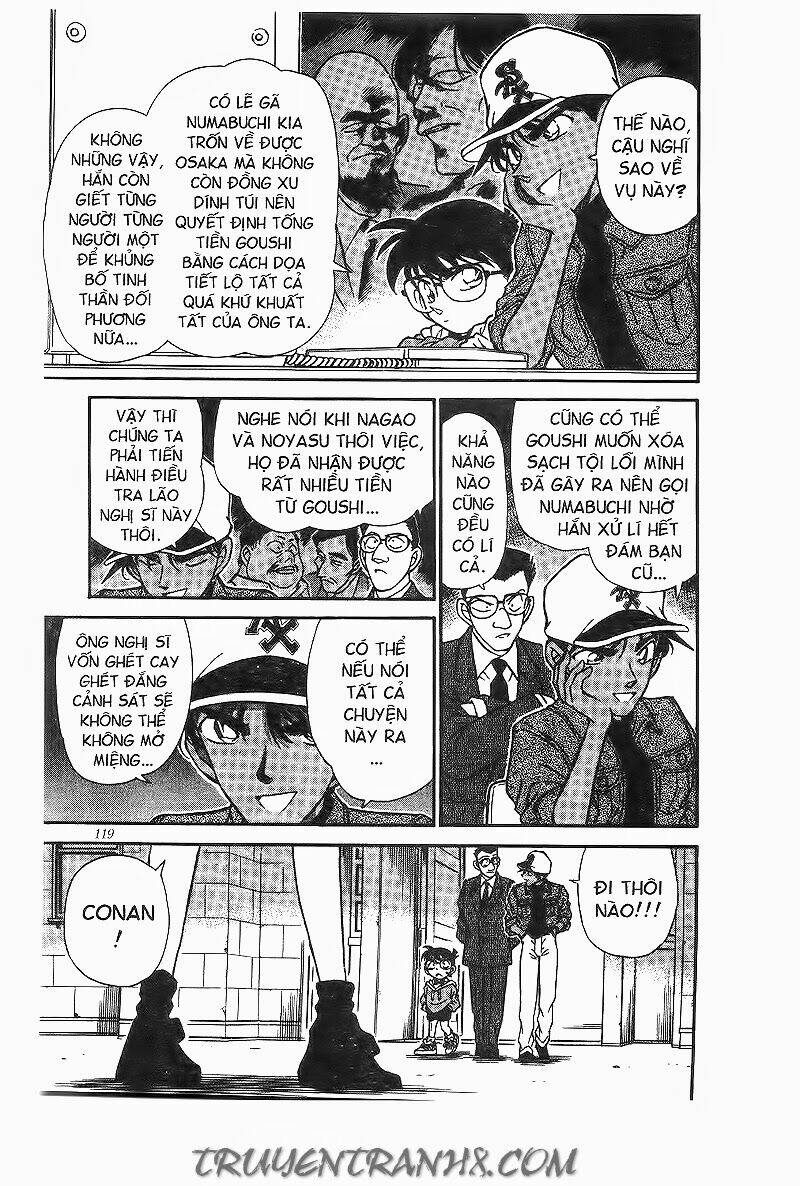 THẾ NÀO,
CẬU NGHĨ
SAO VỀ
VỤ NÀY?
CÓ LẼ GÃ
NUMABUCHI KIA
TRỐN VỀ ĐƯỢC
OSAKA MÀ KHÔNG
CÒN ĐỒNG XU
DÍNH TÚI NÊN
QUYẾT ĐỊNH TỐNG
TIỀN GOUSHI
BẰNG CÁCH DỌA
TIẾT LỘ TẤT CẢ
QUÁ KHỨ KHUẤT
TẤT CỦA ÔNG TA.
KHÔNG
NHỮNG VẬY,
HẮN CÒN
GIẾT TỪNG
NGƯỜI TỪNG
NGƯỜI MỘT
ĐỂ KHỦNG
BỐ TINH
THẦN ĐỐI
PHƯƠNG
NỮA...
CŨNG CÓ THỂ
GOUSHI MUỐN XÓA
SẠCH TỘI LỖI MÌNH
ĐÃ GÂY RA NÊN GỌI
NUMABUCHI NHỜ
HẮN XỬ LÍ HẾT
ĐÁM BẠN
CŨ...
KHẢ
NĂNG
NÀO
CŨNG
ĐỀU
CÓ LÍ
CẢ.
NGHE NÓI KHI NAGAO
VÀ NOYASU THÔI VIỆC,
HỌ ĐÃ NHẬN ĐƯỢC
RẤT NHIỀU TIỀN
TỪ GOUSHI...
VẬY THÌ
CHÚNG TA
PHẢI TIẾN
HÀNH ĐIỀU
TRA LÃO
NGHỊ SĨ NÀY
THÔI.
CÓ THỂ
NẾU NÓI
TẤT CẢ
CHUYỆN
NÀY RA
...
ÔNG NGHỊ SĨ
VỐN GHÉT CAY
GHÉT ĐẮNG
CẢNH SÁT SẼ
KHÔNG THỂ
KHÔNG MỞ
MIỆNG...
119
ĐI THÔI
NÀO!!!
CONAN
!
TRUYENTRANH8.COM